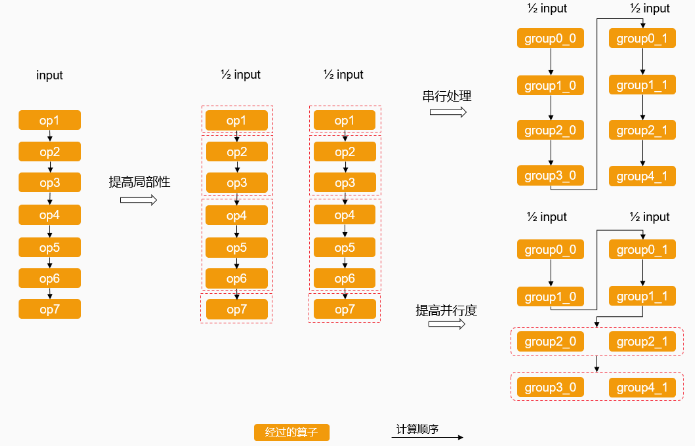 input
op1
op2
op3
op4
op5
op6
op7
提高局部性
½ input
½ input
op1
op1
op2
op2
op3
op3
op4
op4
op5
op5
op6
op6
op7
op7
串行处理
½ input
½ input
group0_0
group0_1
group1_0
group1_1
group2_0
group2_1
group3_0
group4_1
提高并行度
½ input
½ input
group0_0
group0_1
group1_0
group1_1
group2_0
group2_1
group3_0
group4_1
经过的算子
计算顺序